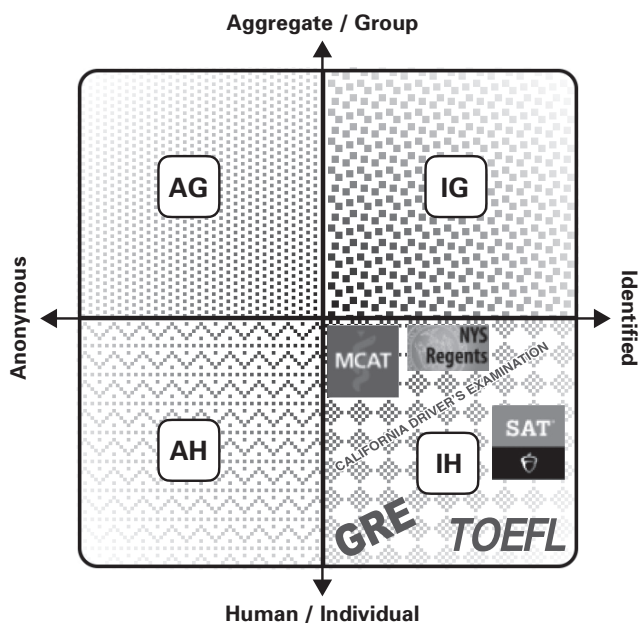 Aggregate / Group
AG
IG
Anonymous
Identified
MCAT
NYS
Regents
CALIFORNIA DRIVER'S EXAMINATION
SAT
AH
IH
GRE
TOEFL
Human / Individual